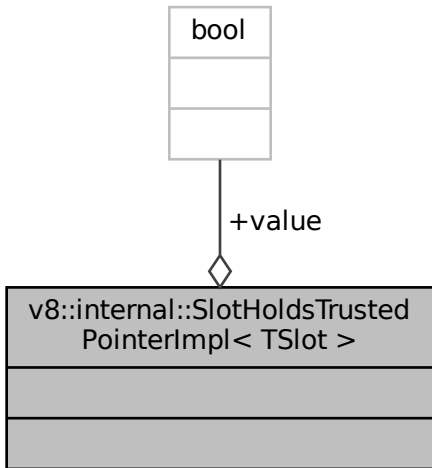 bool
+value
v8::internal::SlotHoldsTrusted
PointerImpl< TSlot >